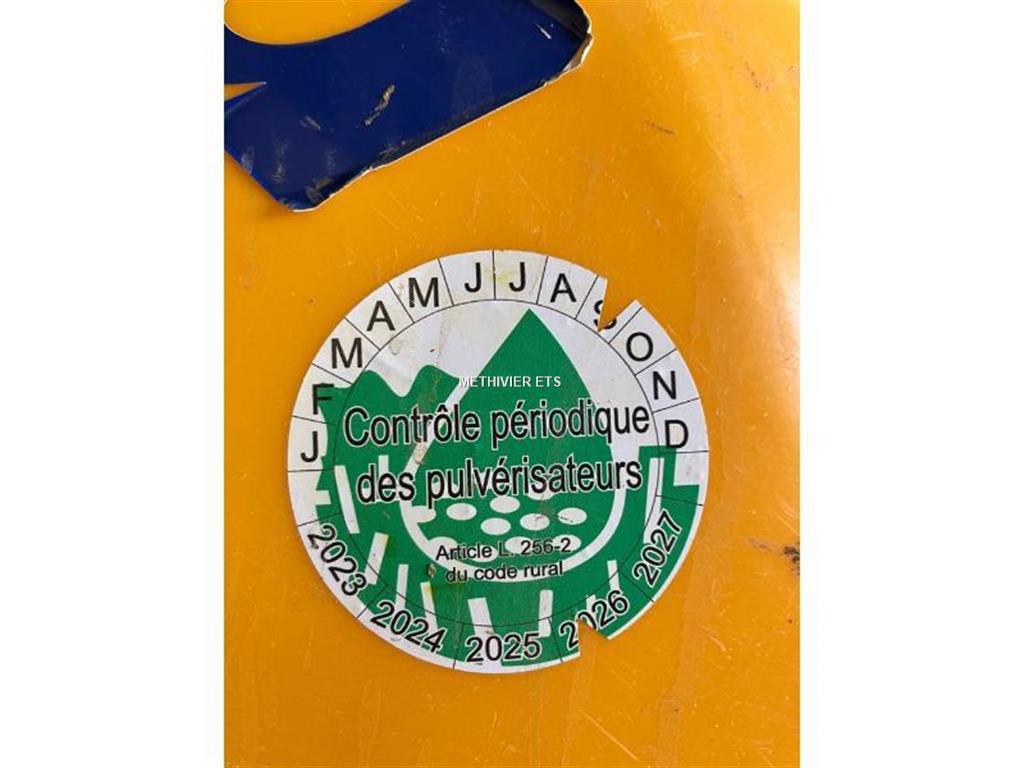 J F M A M J J A S O N D
METHIVIER ETS
Contrôle périodique
des pulvérisateurs
Article L. 256-2
du code rural
2023 2024 2025 2026 2027